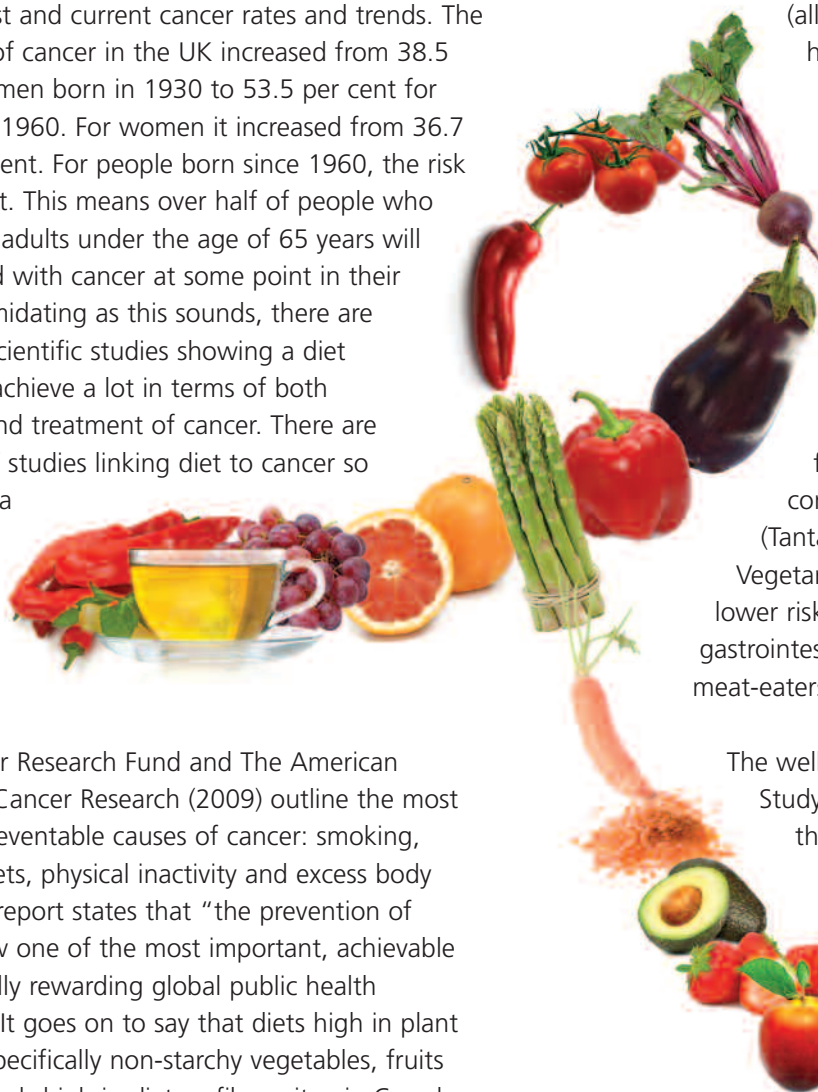 st and current cancer rates and trends. The
of cancer in the UK increased from 38.5
men born in 1930 to 53.5 per cent for
1960. For women it increased from 36.7
ent. For people born since 1960, the risk
t. This means over half of people who
adults under the age of 65 years will
d with cancer at some point in their
midating as this sounds, there are
cientific studies showing a diet
achieve a lot in terms of both
nd treatment of cancer. There are
studies linking diet to cancer so
a
r Research Fund and The American
Cancer Research (2009) outline the most
eventable causes of cancer: smoking,
ets, physical inactivity and excess body
report states that “the prevention of
w one of the most important, achievable
lly rewarding global public health
It goes on to say that diets high in plant
pecifically non-starchy vegetables, fruits
(all
h
f
con
(Tanta
Vegetar
lower risk
gastrointes
meat-eaters
The well
Study
th